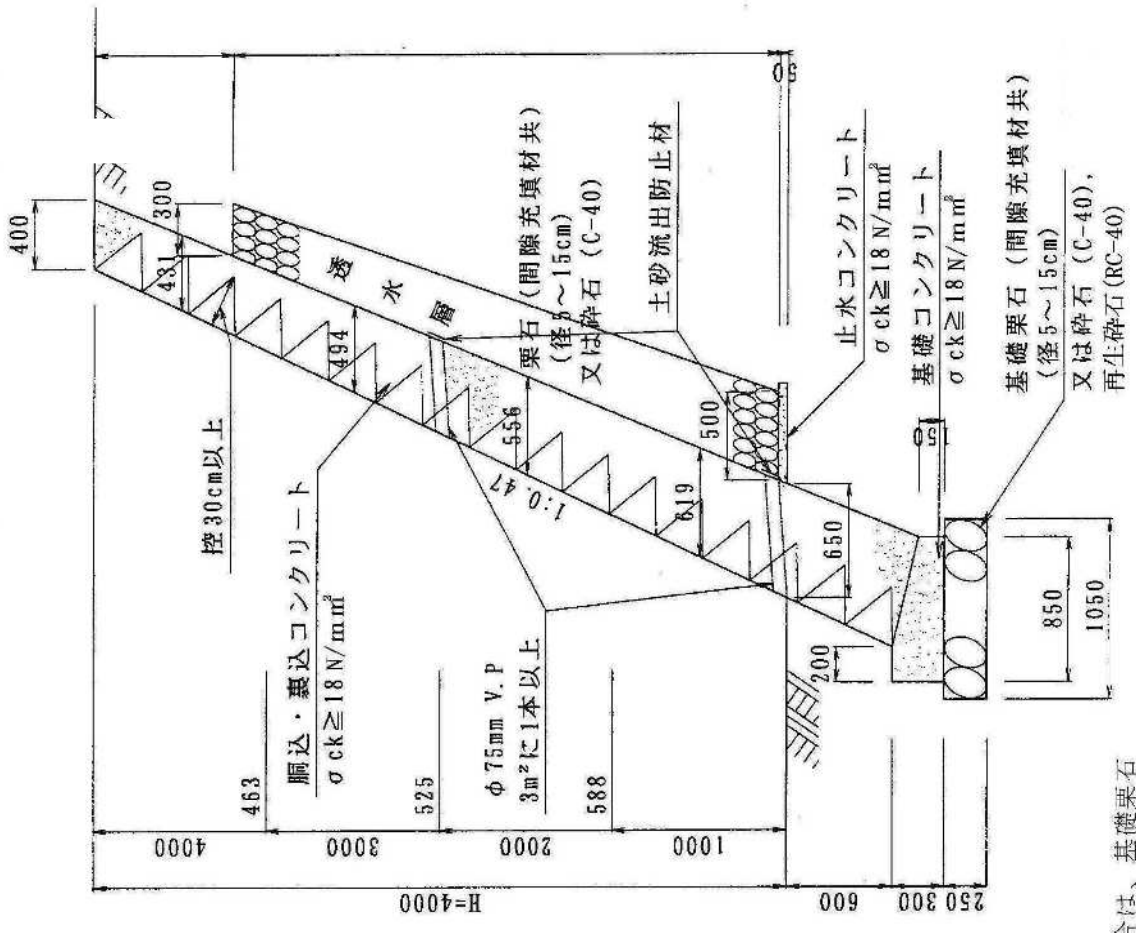 400
300
431
控30cm以上
494
透水層
胴込・裏込コンクリート
σck≧18N/mm²
463
525
588
φ75mm V.P
3m²に1本以上
556
1:0.47
栗石(間隙充填材共)
(径5~15cm)
又は砕石(C-40)
土砂流出防止材
50
500
619
650
止水コンクリート
σck≧18N/mm²
基礎コンクリート
σck≧18N/mm²
150
基礎栗石(間隙充填材共)
(径5~15cm)
又は砕石(C-40),
再生砕石(RC-40)
200
850
1050
4000
3000
2000
1000
H=4000
600
300
250
合は、基礎栗石